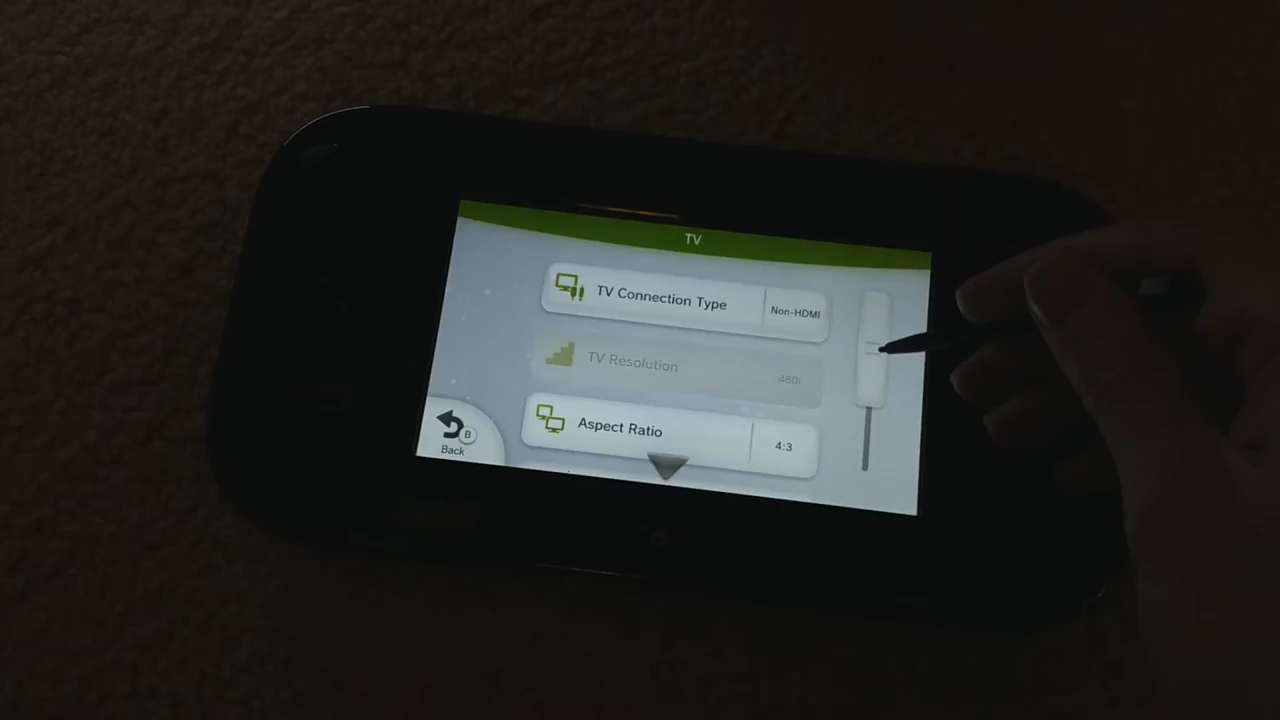 TV
TV Connection Type
Non-HDMI
TV Resolution
480i
Aspect Ratio
4:3
B
Back